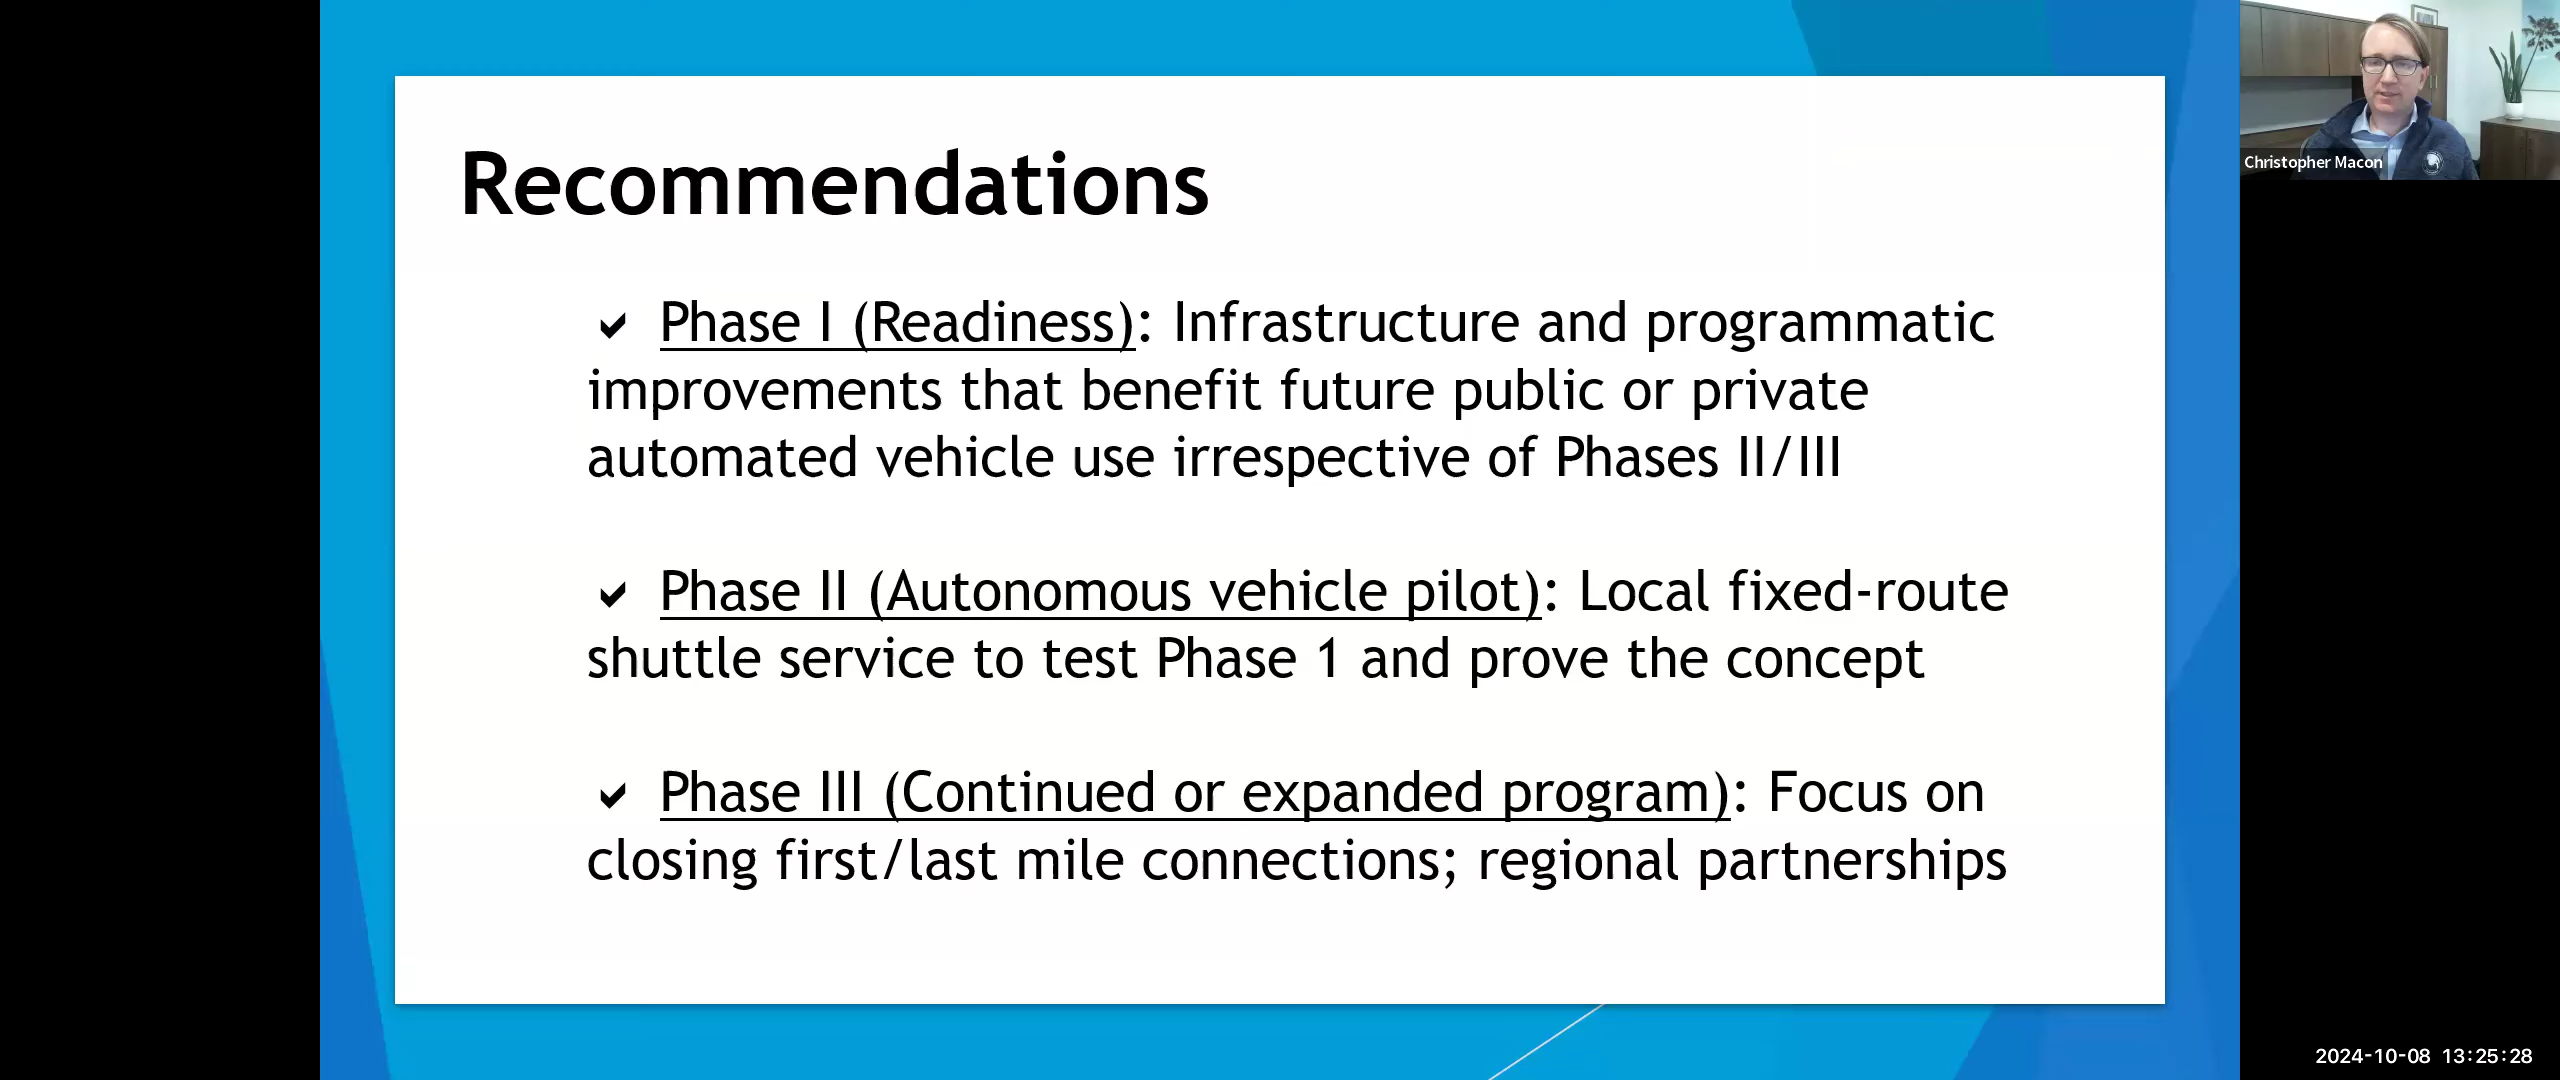 Recommendations
✔ Phase I (Readiness): Infrastructure and programmatic
improvements that benefit future public or private
automated vehicle use irrespective of Phases II/III
✔ Phase II (Autonomous vehicle pilot): Local fixed-route
shuttle service to test Phase 1 and prove the concept
✔ Phase III (Continued or expanded program): Focus on
closing first/last mile connections; regional partnerships
Christopher Macon
2024-10-08 13:25:28